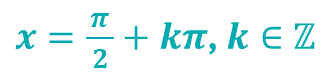 x = π/2 + kπ, k ∈ ℤ